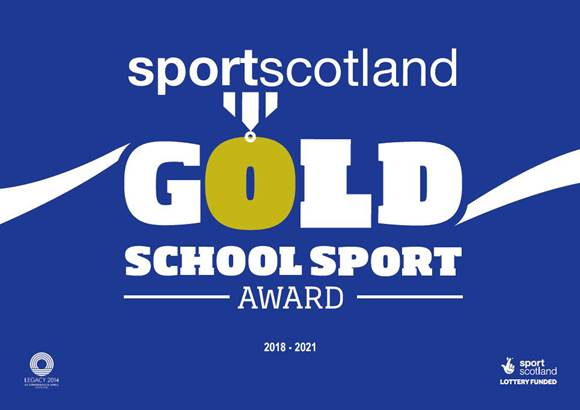 sportscotland
GOLD
SCHOOL SPORT
AWARD
2018 - 2021
LEGACY 2014
sport
scotland
LOTTERY FUNDED